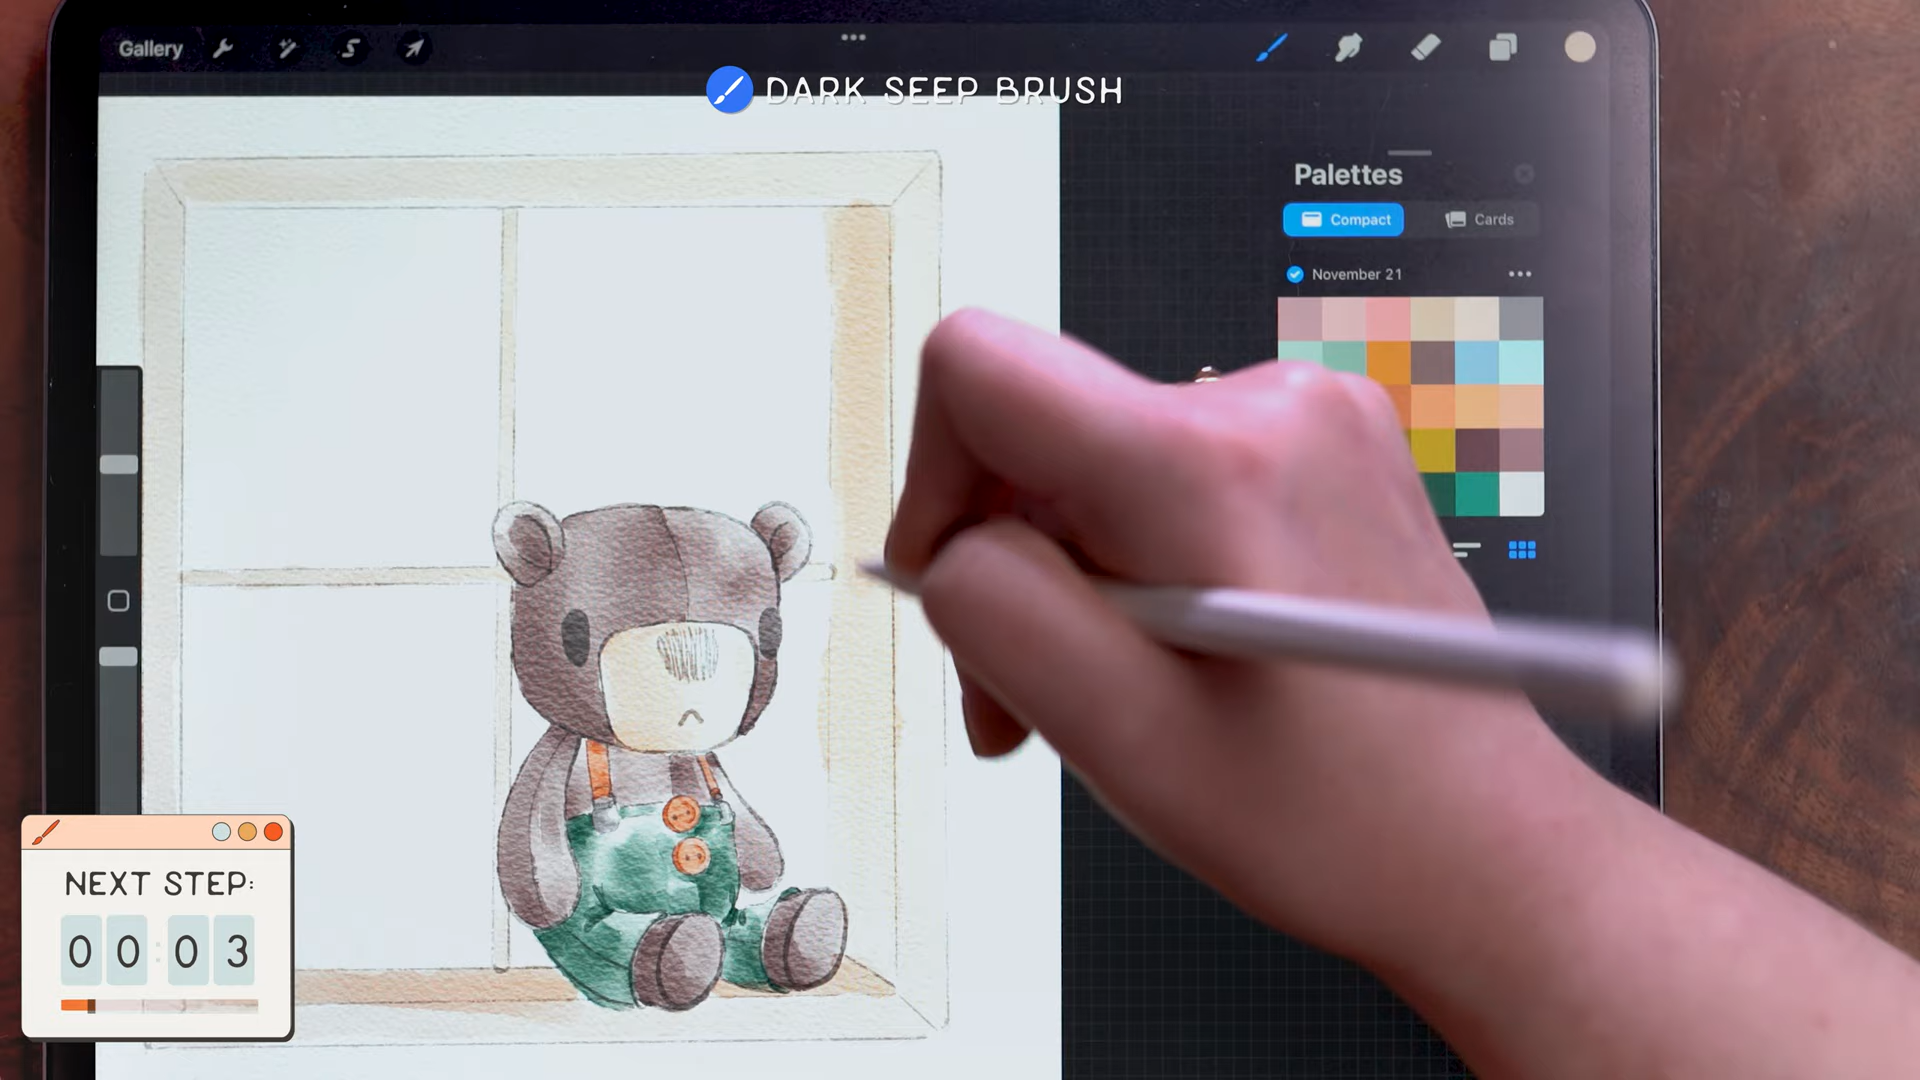 Gallery
DARK SEEP BRUSH
Palettes
Compact
Cards
November 21
NEXT STEP:
00:03